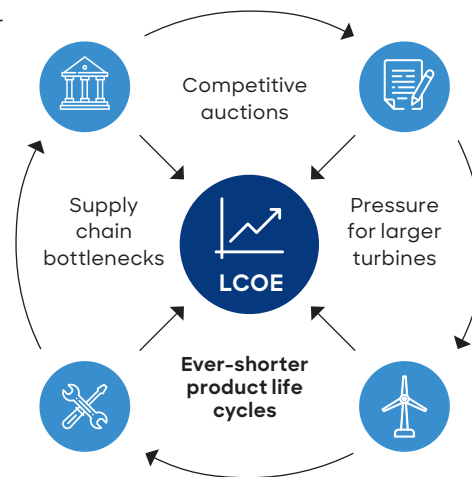 Competitive
auctions
Supply
chain
bottlenecks
LCOE
Pressure
for larger
turbines
Ever-shorter
product life
cycles